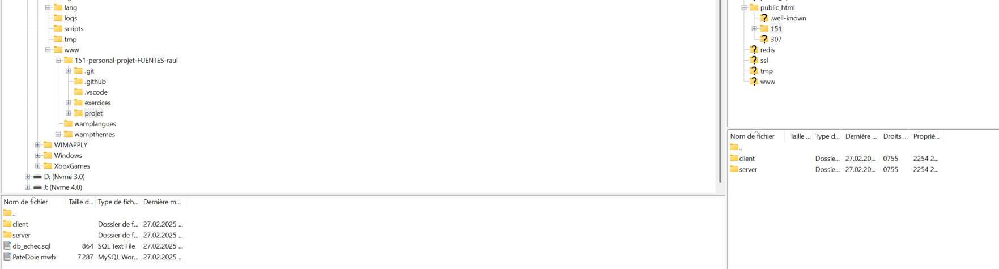 lang
logs
scripts
tmp
www
151-personal-projet-FUENTES-raul
.git
.github
.vscode
exercices
projet
wamplangues
wampthemes
WIMAPPLY
Windows
XboxGames
D: (Nvme 3.0)
J: (Nvme 4.0)
Nom de fichier Taille d... Type de fich... Dernière m...
..
client Dossier de f... 27.02.2025 ...
server Dossier de f... 27.02.2025 ...
db_echec.sql 864 SQL Text File 27.02.2025 ...
PateDoie.mwb 7 287 MySQL Wor... 27.02.2025 ...
public_html
.well-known
151
307
redis
ssl
tmp
www
Nom de fichier Taille ... Type d... Dernière ... Droits ... Proprié...
..
client Dossie... 27.02.20... 0755 2254 2...
server Dossie... 27.02.20... 0755 2254 2...